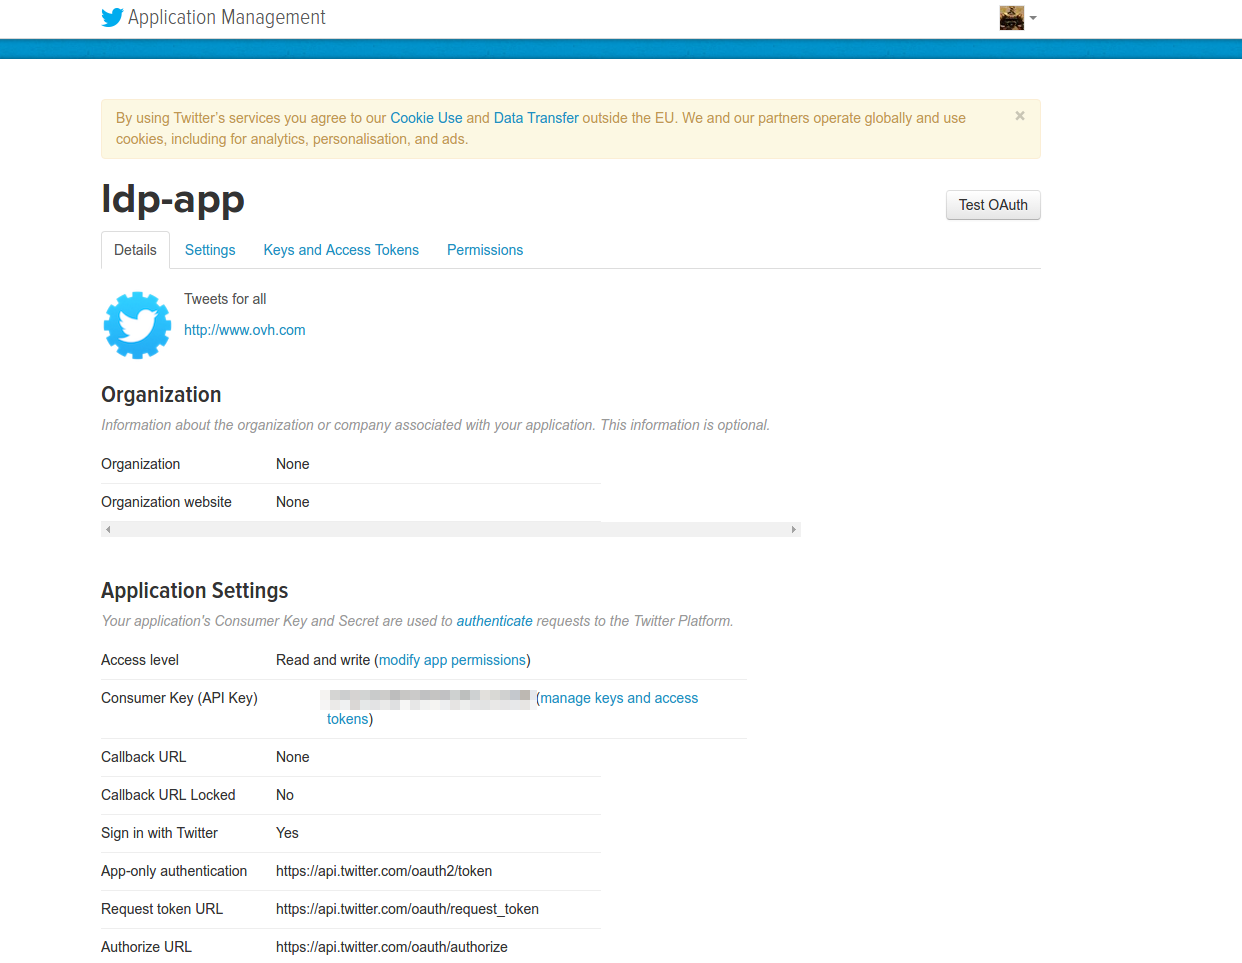 Application Management
By using Twitter's services you agree to our Cookie Use and Data Transfer outside the EU. We and our partners operate globally and use
cookies, including for analytics, personalisation, and ads.
×
ldp-app
Test OAuth
Details Settings Keys and Access Tokens Permissions
Tweets for all
http://www.ovh.com
Organization
Information about the organization or company associated with your application. This information is optional.
Organization None
Organization website None
Application Settings
Your application's Consumer Key and Secret are used to authenticate requests to the Twitter Platform.
Access level Read and write (modify app permissions)
Consumer Key (API Key) (manage keys and access
tokens)
Callback URL None
Callback URL Locked No
Sign in with Twitter Yes
App-only authentication https://api.twitter.com/oauth2/token
Request token URL https://api.twitter.com/oauth/request_token
Authorize URL https://api.twitter.com/oauth/authorize